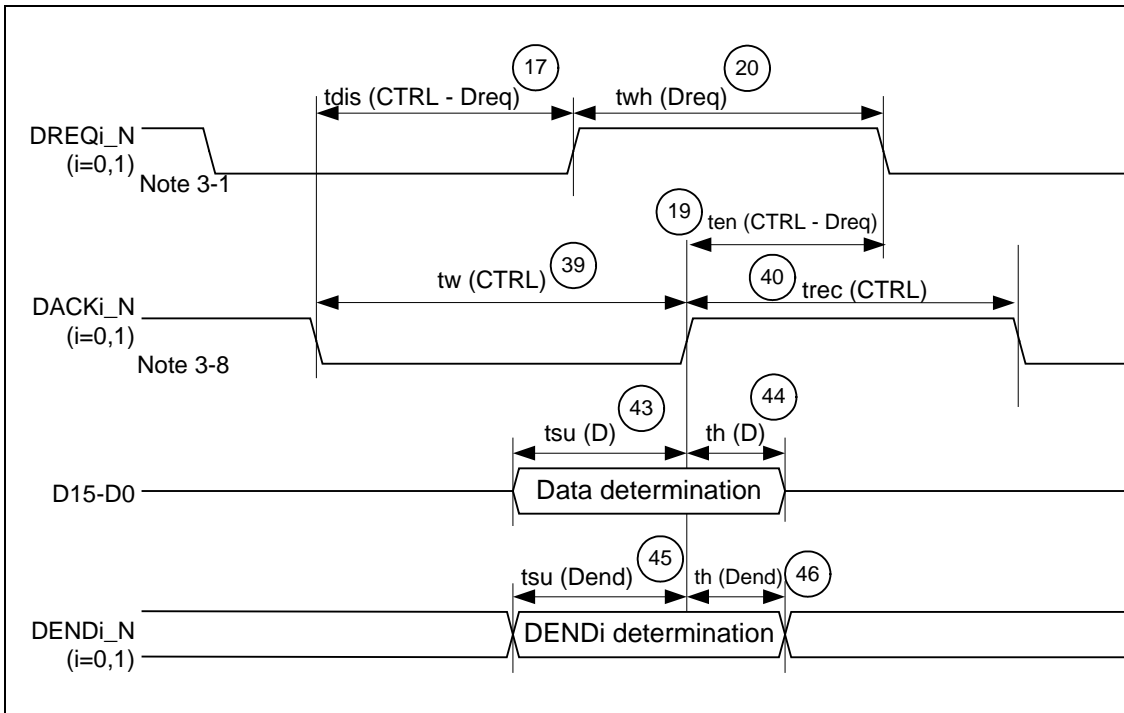 17
20
tdis (CTRL - Dreq)
twh (Dreq)
DREQi_N
(i=0,1)
Note 3-1
19
ten (CTRL - Dreq)
39
tw (CTRL)
40
trec (CTRL)
DACKi_N
(i=0,1)
Note 3-8
43
44
tsu (D)
th (D)
D15-D0
Data determination
45
46
tsu (Dend)
th (Dend)
DENDi_N
(i=0,1)
DENDi determination